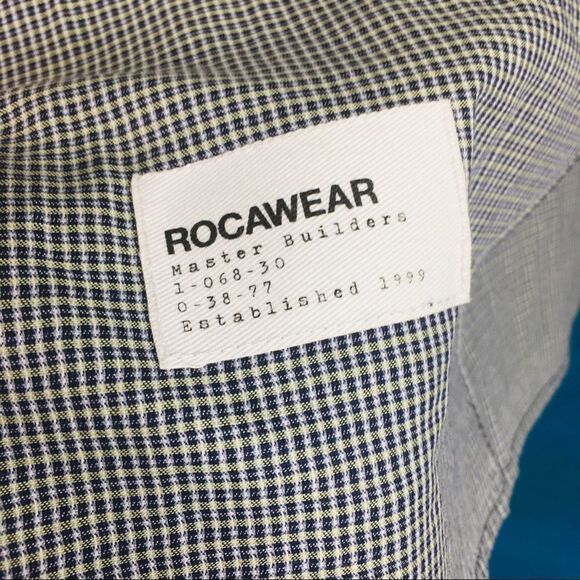 ROCAWEAR
Master Builders
1-068-30
0-38-77
Established 1999